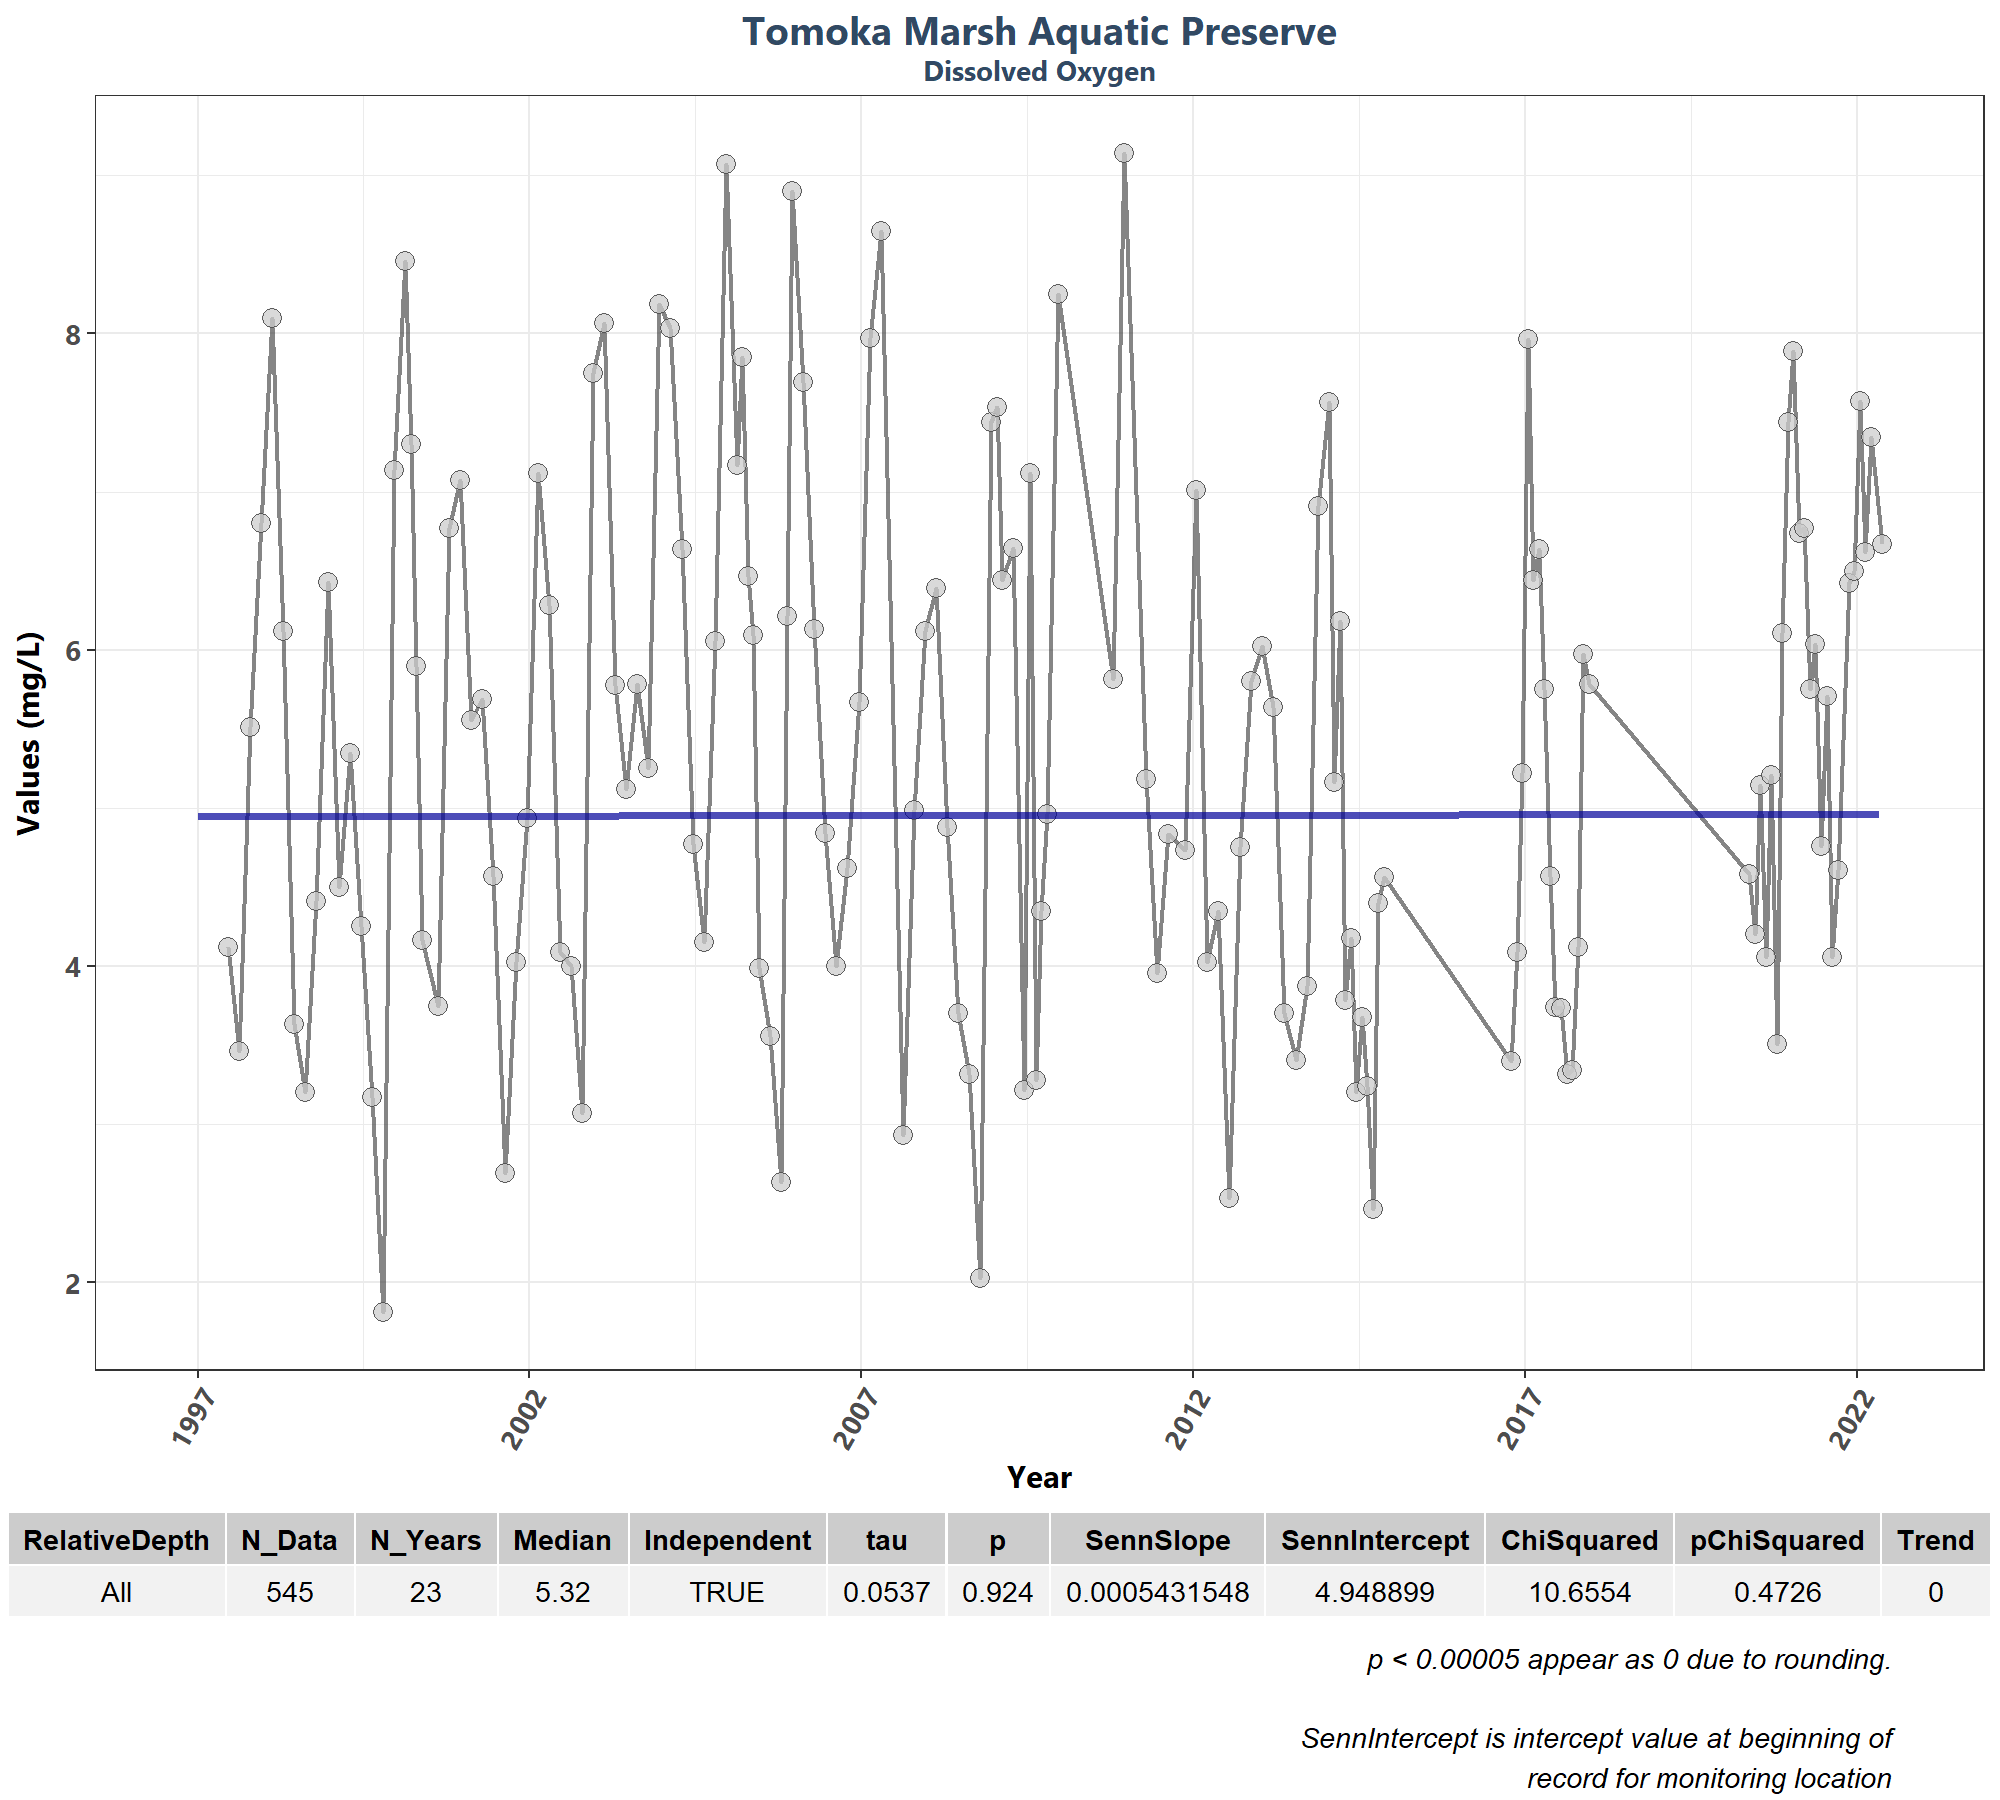 Tomoka Marsh Aquatic Preserve
Dissolved Oxygen
Values (mg/L)
8
6
4
2
1997
2002
2007
2012
2017
2022
Year
RelativeDepth N_Data N_Years Median Independent tau p SennSlope SennIntercept ChiSquared pChiSquared Trend
All 545 23 5.32 TRUE 0.0537 0.924 0.0005431548 4.948899 10.6554 0.4726 0
p < 0.00005 appear as 0 due to rounding.
SennIntercept is intercept value at beginning of
record for monitoring location